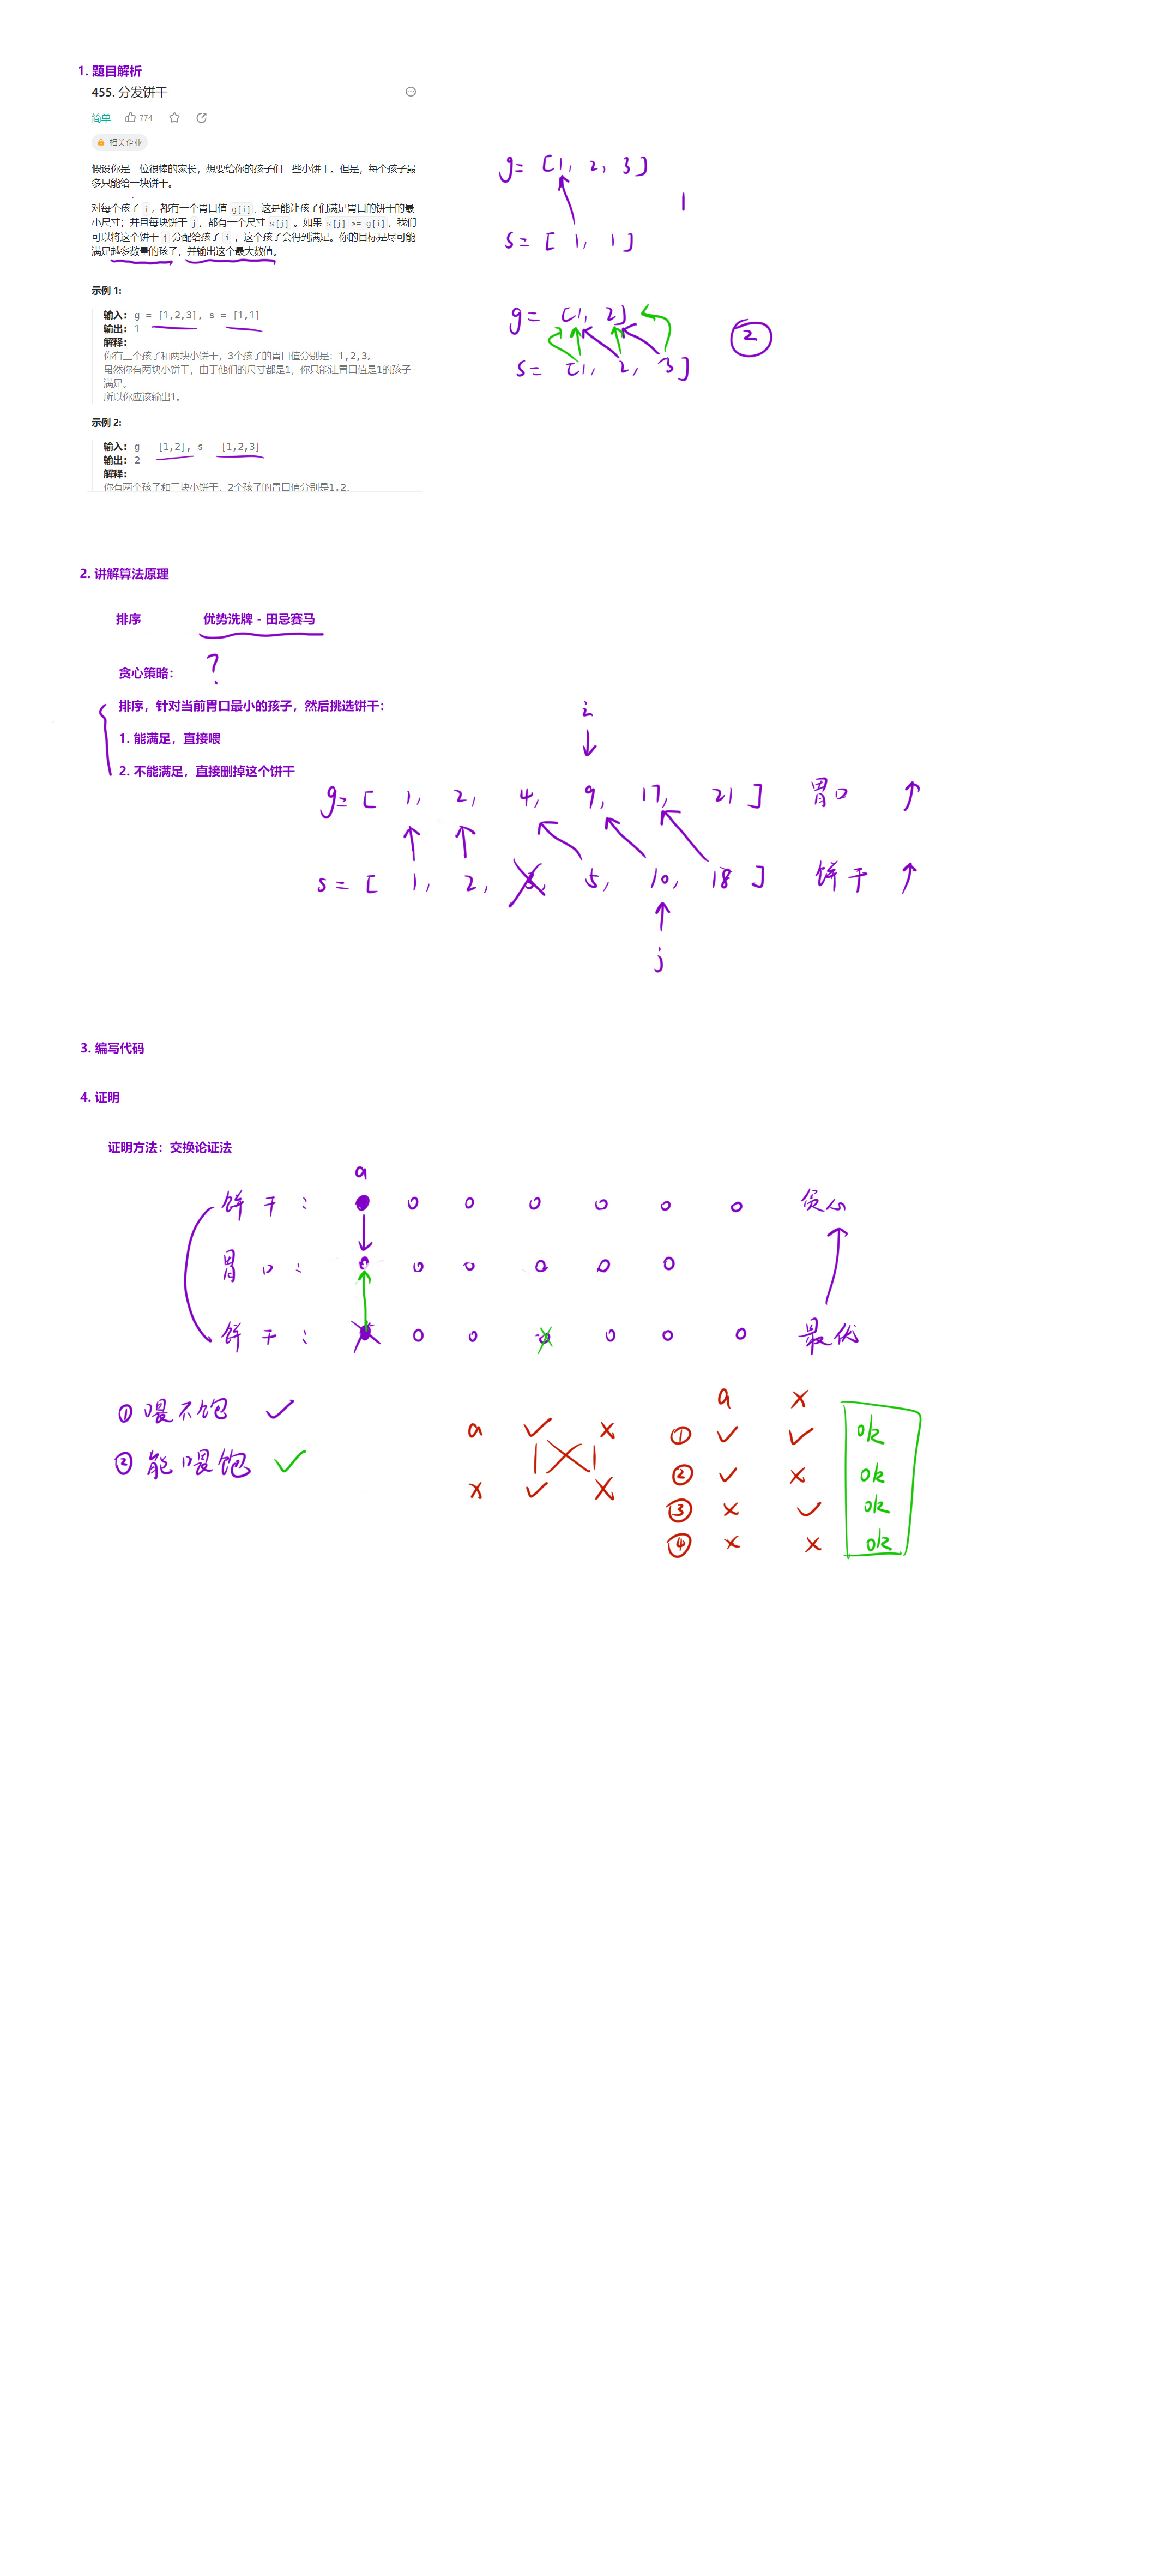 1. 题目解析
455. 分发饼干
简单 774
相关企业
假设你是一位很棒的家长，想要给你的孩子们一些小饼干。但是，每个孩子最
多只能给一块饼干。
对每个孩子 i，都有一个胃口值 g[i]，这是能让孩子们满足胃口的饼干的最
小尺寸；并且每块饼干 j，都有一个尺寸 s[j] 。如果 s[j] >= g[i]，我们
可以将这个饼干 j 分配给孩子 i ，这个孩子会得到满足。你的目标是尽可能
满足越多数量的孩子，并输出这个最大数值。
g= [1, 2, 3]
1
s = [ 1, 1]
示例 1:
输入: g = [1,2,3], s = [1,1]
输出: 1
解释:
你有三个孩子和两块小饼干，3个孩子的胃口值分别是：1,2,3。
虽然你有两块小饼干，由于他们的尺寸都是1，你只能让胃口值是1的孩子
满足。
所以你应该输出1。
g= [1, 2]
s= [1, 2, 3]
2
示例 2:
输入: g = [1,2], s = [1,2,3]
输出: 2
解释:
你有两个孩子和三块小饼干，2个孩子的胃口值分别是1,2。
2. 讲解算法原理
排序 优势洗牌 - 田忌赛马
贪心策略： ?
排序，针对当前胃口最小的孩子，然后挑选饼干：
1. 能满足，直接喂
2. 不能满足，直接删掉这个饼干
i
g= [ 1, 2, 4, 9, 17, 21 ] 胃口 ↑
s = [ 1, 2, 3, 5, 10, 18 ] 饼干 ↑
j
3. 编写代码
4. 证明
证明方法：交换论证法
a
饼干： 贪心
胃口：
饼干： 最优
① 喂不饱 ✓
② 能喂饱 ✓
a ✓ x
x ✓ x
a x
① ✓ ✓ ok
② ✓ x ok
③ x ✓ ok
④ x x ok